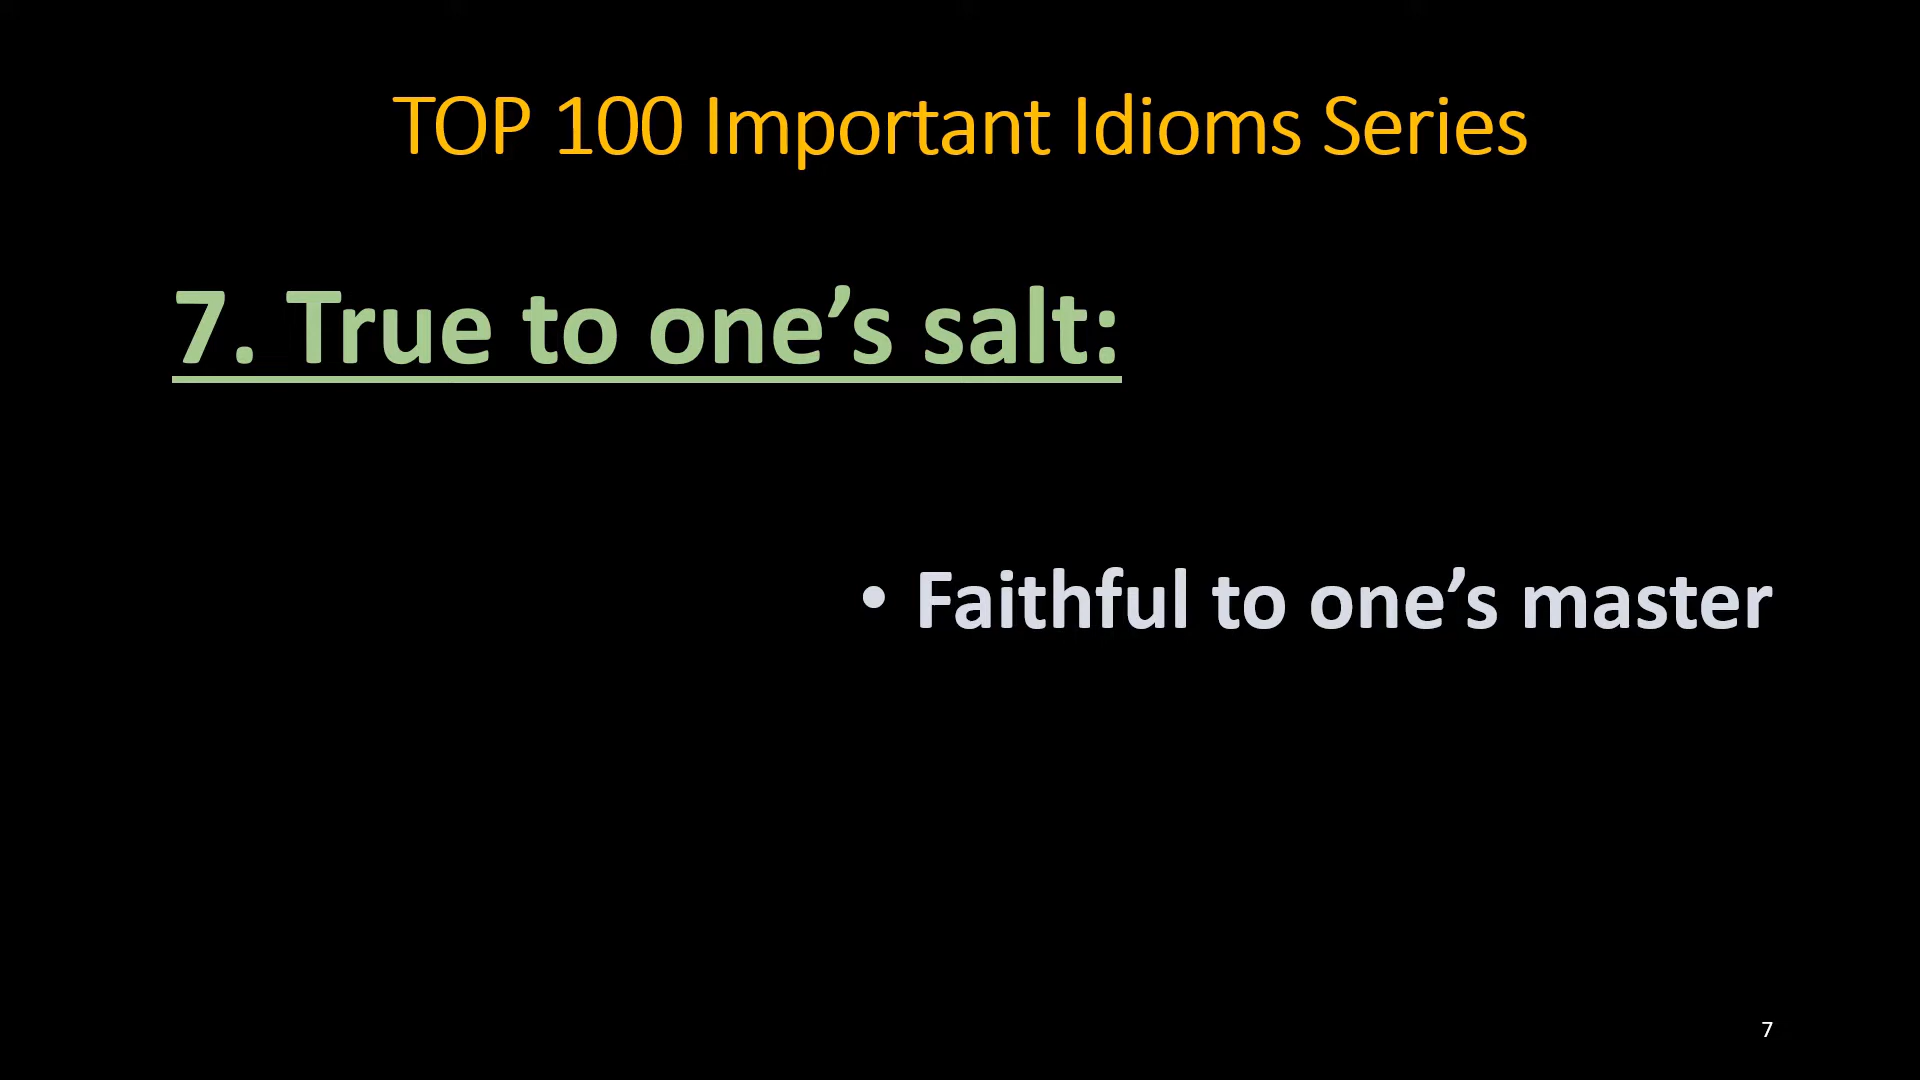 TOP 100 Important Idioms Series
7. True to one’s salt:
• Faithful to one’s master
7